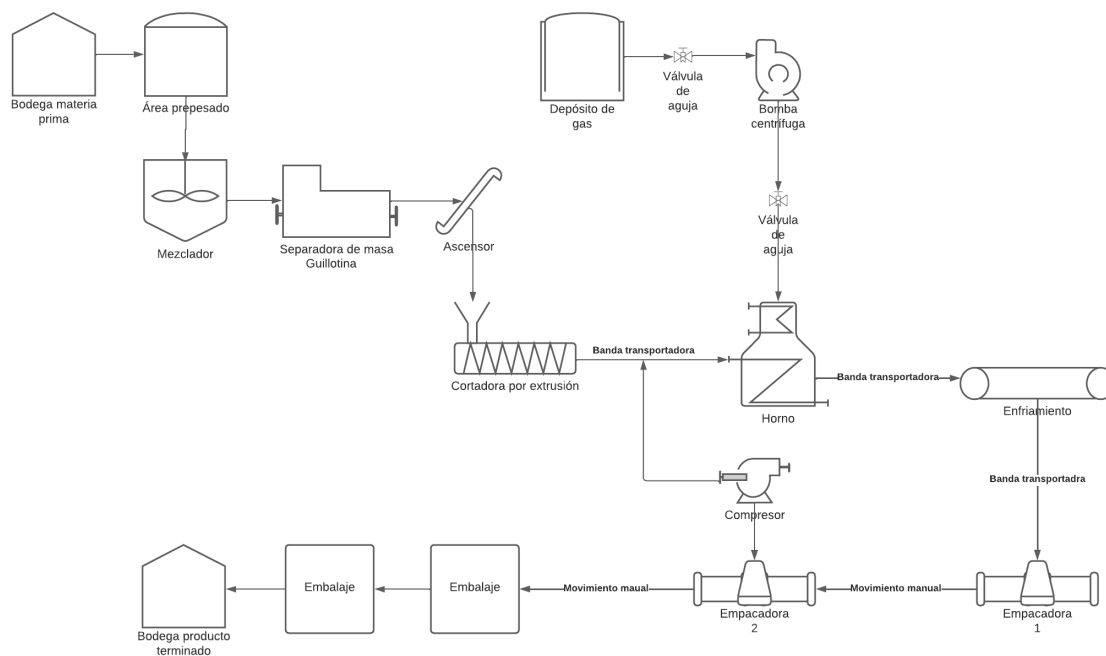 Bodega materia
prima
Área prepesado
Depósito de
gas
Válvula
de
aguja
Bomba
centrífuga
Mezclador
Separadora de masa
Guillotina
Ascensor
Válvula
de
aguja
Banda transportadora
Cortadora por extrusión
Horno
Banda transportadora
Enfriamiento
Banda transportadra
Compresor
Bodega producto
terminado
Embalaje
Embalaje
Movimiento maual
Empacadora
2
Movimiento manual
Empacadora
1